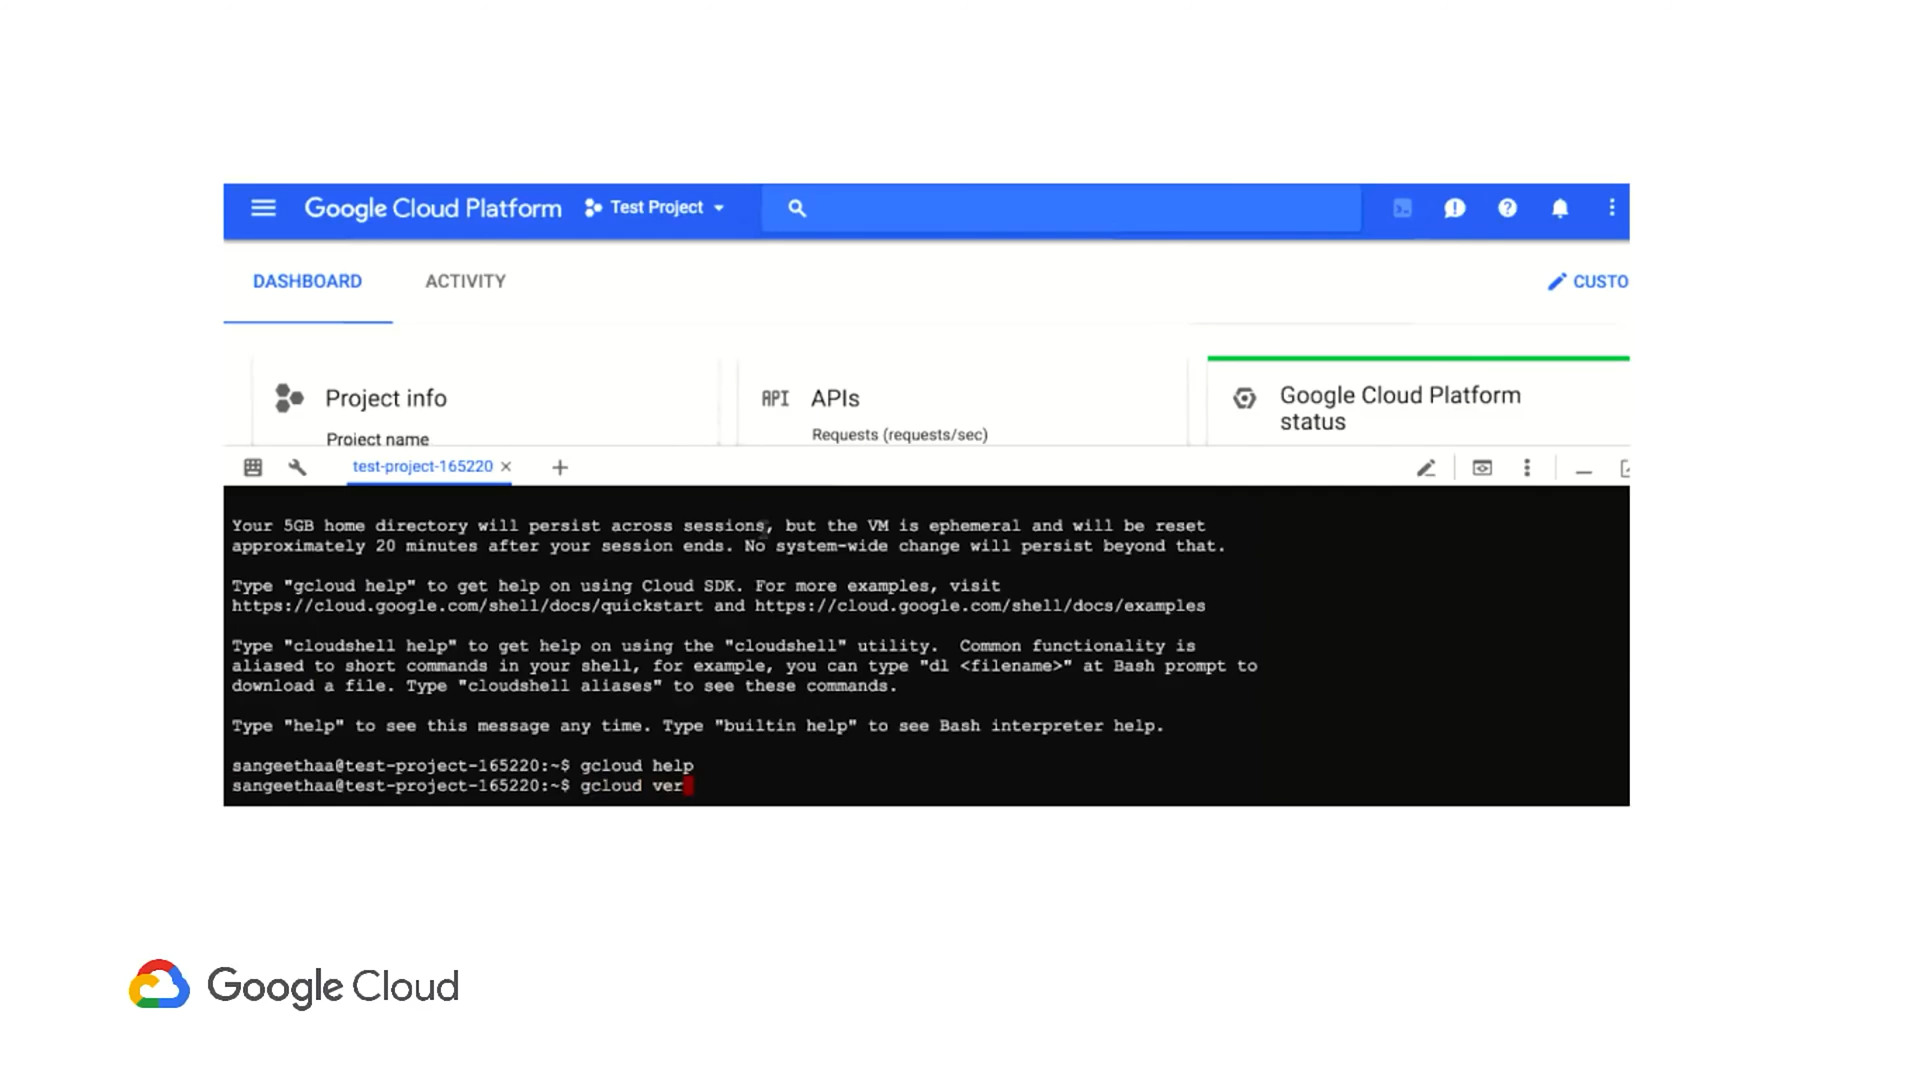 Google Cloud Platform Test Project
DASHBOARD ACTIVITY CUSTO
Project info
Project name
API APIs
Requests (requests/sec)
Google Cloud Platform
status
test-project-165220
Your 5GB home directory will persist across sessions, but the VM is ephemeral and will be reset
approximately 20 minutes after your session ends. No system-wide change will persist beyond that.
Type "gcloud help" to get help on using Cloud SDK. For more examples, visit
https://cloud.google.com/shell/docs/quickstart and https://cloud.google.com/shell/docs/examples
Type "cloudshell help" to get help on using the "cloudshell" utility. Common functionality is
aliased to short commands in your shell, for example, you can type "dl <filename>" at Bash prompt to
download a file. Type "cloudshell aliases" to see these commands.
Type "help" to see this message any time. Type "builtin help" to see Bash interpreter help.
sangeethaa@test-project-165220:~$ gcloud help
sangeethaa@test-project-165220:~$ gcloud ver
Google Cloud